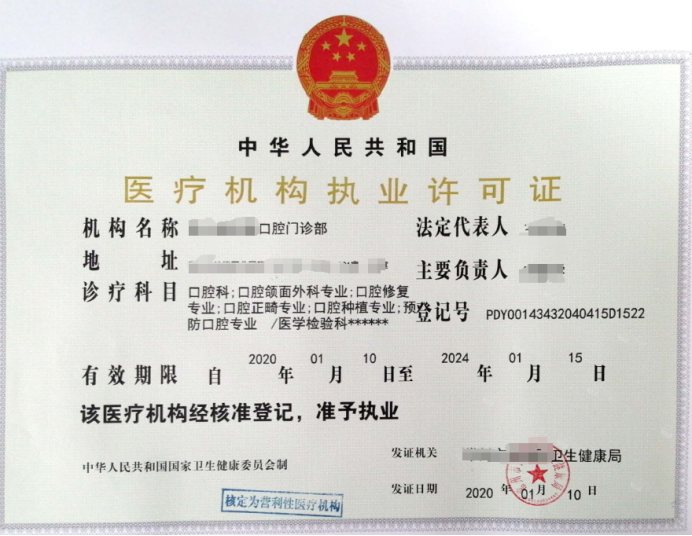 中华人民共和国
医疗机构执业许可证
机构名称 口腔门诊部 法定代表人
地址 主要负责人
诊疗科目 口腔科;口腔颌面外科专业;口腔修复
专业;口腔正畸专业;口腔种植专业;预
防口腔专业 /医学检验科******
登记号 PDY00143432040415D1522
有效期限 自 2020 年 01 月 10 日至 2024 年 01 月 15 日
该医疗机构经核准登记，准予执业
中华人民共和国国家卫生健康委员会制
发证机关 卫生健康局
发证日期 2020 年 01 月 10 日
核定为营利性医疗机构